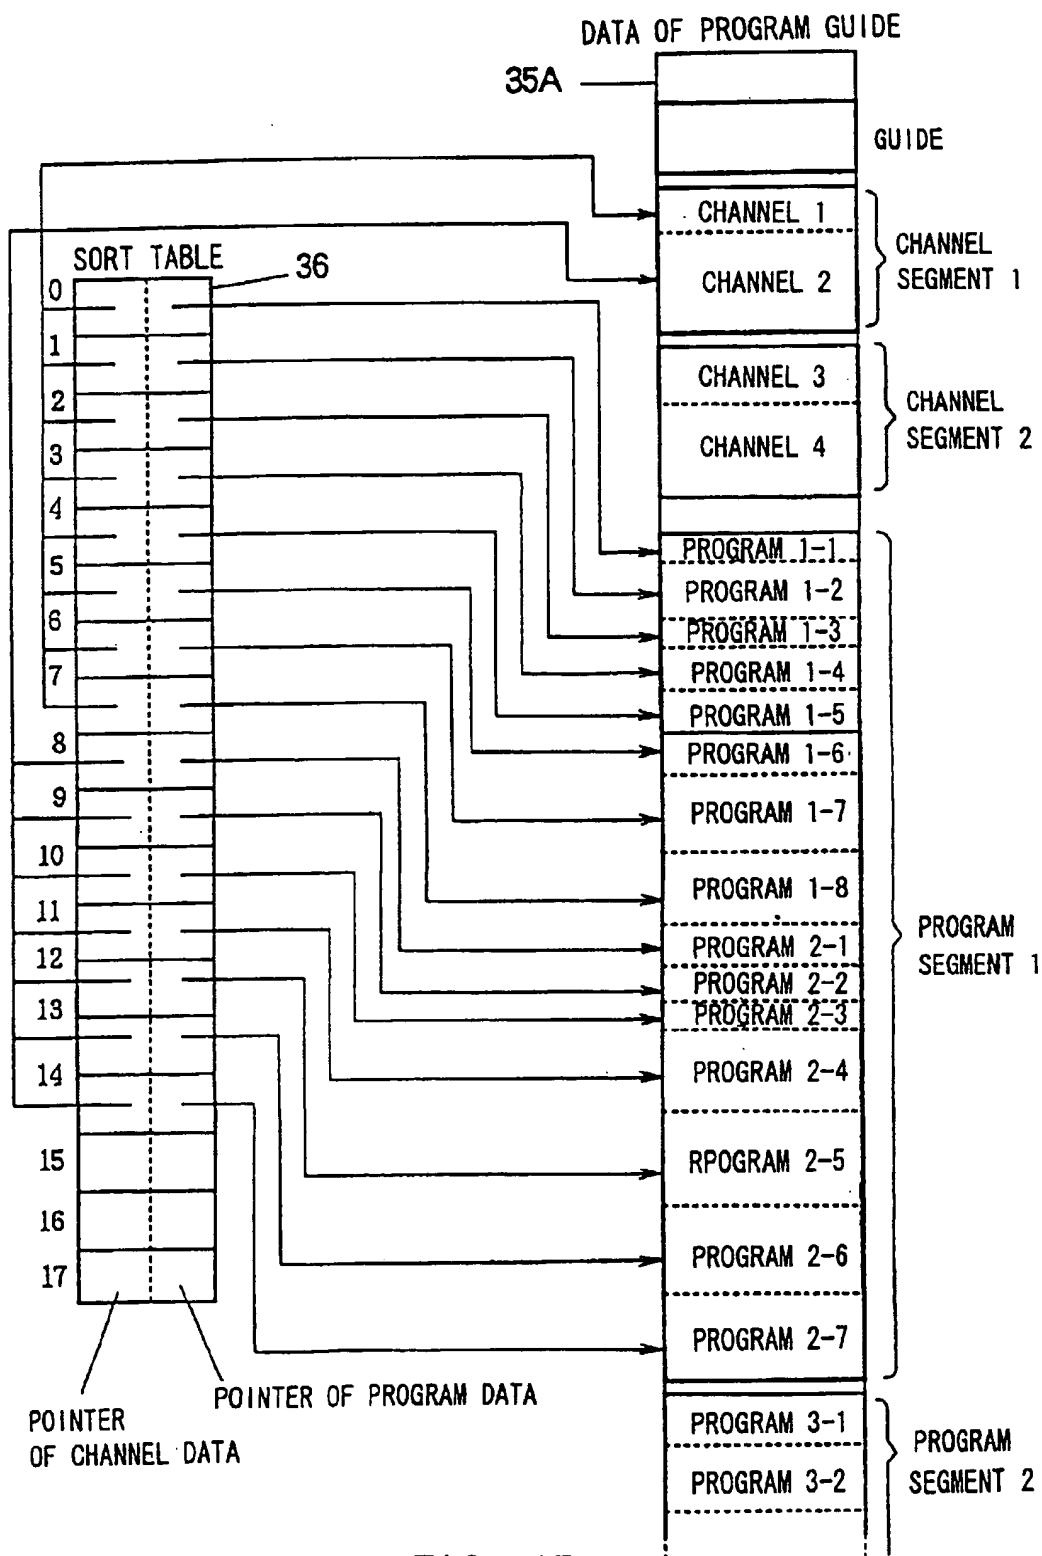 DATA OF PROGRAM GUIDE
35A
GUIDE
CHANNEL 1
CHANNEL 2
CHANNEL
SEGMENT 1
SORT TABLE
36
0
1
2
3
4
5
6
7
8
9
10
11
12
13
14
15
16
17
CHANNEL 3
CHANNEL 4
CHANNEL
SEGMENT 2
PROGRAM 1-1
PROGRAM 1-2
PROGRAM 1-3
PROGRAM 1-4
PROGRAM 1-5
PROGRAM 1-6
PROGRAM 1-7
PROGRAM 1-8
PROGRAM 2-1
PROGRAM 2-2
PROGRAM 2-3
PROGRAM 2-4
RPOGRAM 2-5
PROGRAM 2-6
PROGRAM 2-7
PROGRAM
SEGMENT 1
POINTER OF PROGRAM DATA
POINTER
OF CHANNEL DATA
PROGRAM 3-1
PROGRAM 3-2
PROGRAM
SEGMENT 2